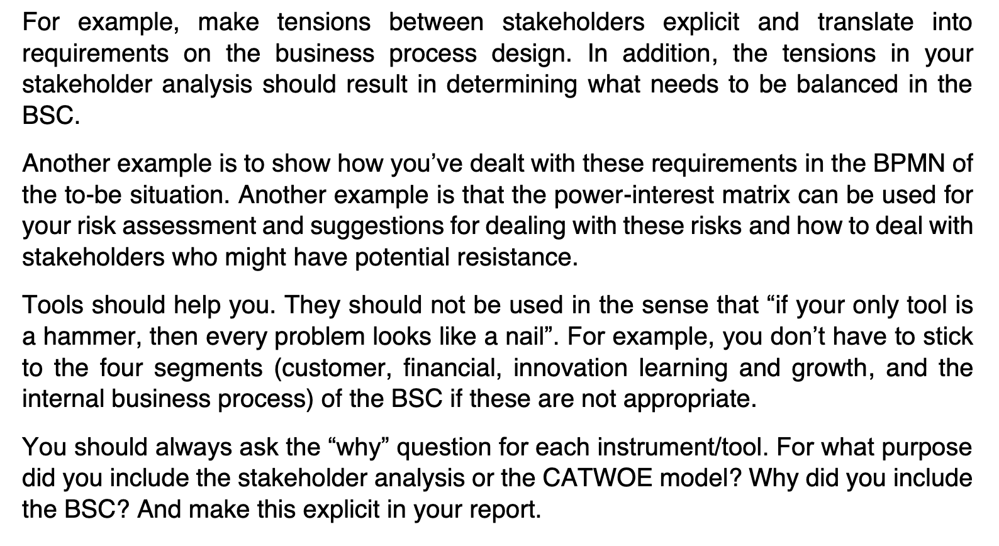 For example, make tensions between stakeholders explicit and translate into
requirements on the business process design. In addition, the tensions in your
stakeholder analysis should result in determining what needs to be balanced in the
BSC.
Another example is to show how you’ve dealt with these requirements in the BPMN of
the to-be situation. Another example is that the power-interest matrix can be used for
your risk assessment and suggestions for dealing with these risks and how to deal with
stakeholders who might have potential resistance.
Tools should help you. They should not be used in the sense that “if your only tool is
a hammer, then every problem looks like a nail”. For example, you don’t have to stick
to the four segments (customer, financial, innovation learning and growth, and the
internal business process) of the BSC if these are not appropriate.
You should always ask the “why” question for each instrument/tool. For what purpose
did you include the stakeholder analysis or the CATWOE model? Why did you include
the BSC? And make this explicit in your report.